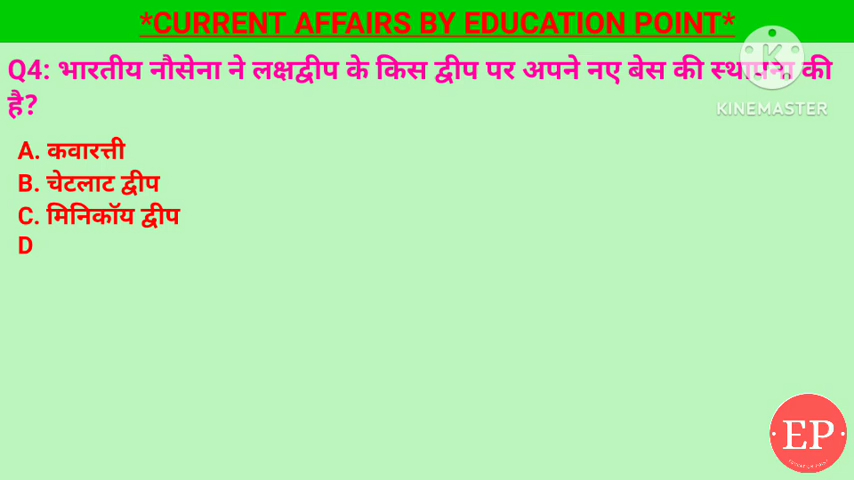 *CURRENT AFFAIRS BY EDUCATION POINT*
Q4: भारतीय नौसेना ने लक्षद्वीप के किस द्वीप पर अपने नए बेस की स्थापना की
है?
KINEMASTER
A. कवारत्ती
B. चेटलाट द्वीप
C. मिनिकॉय द्वीप
D
EP